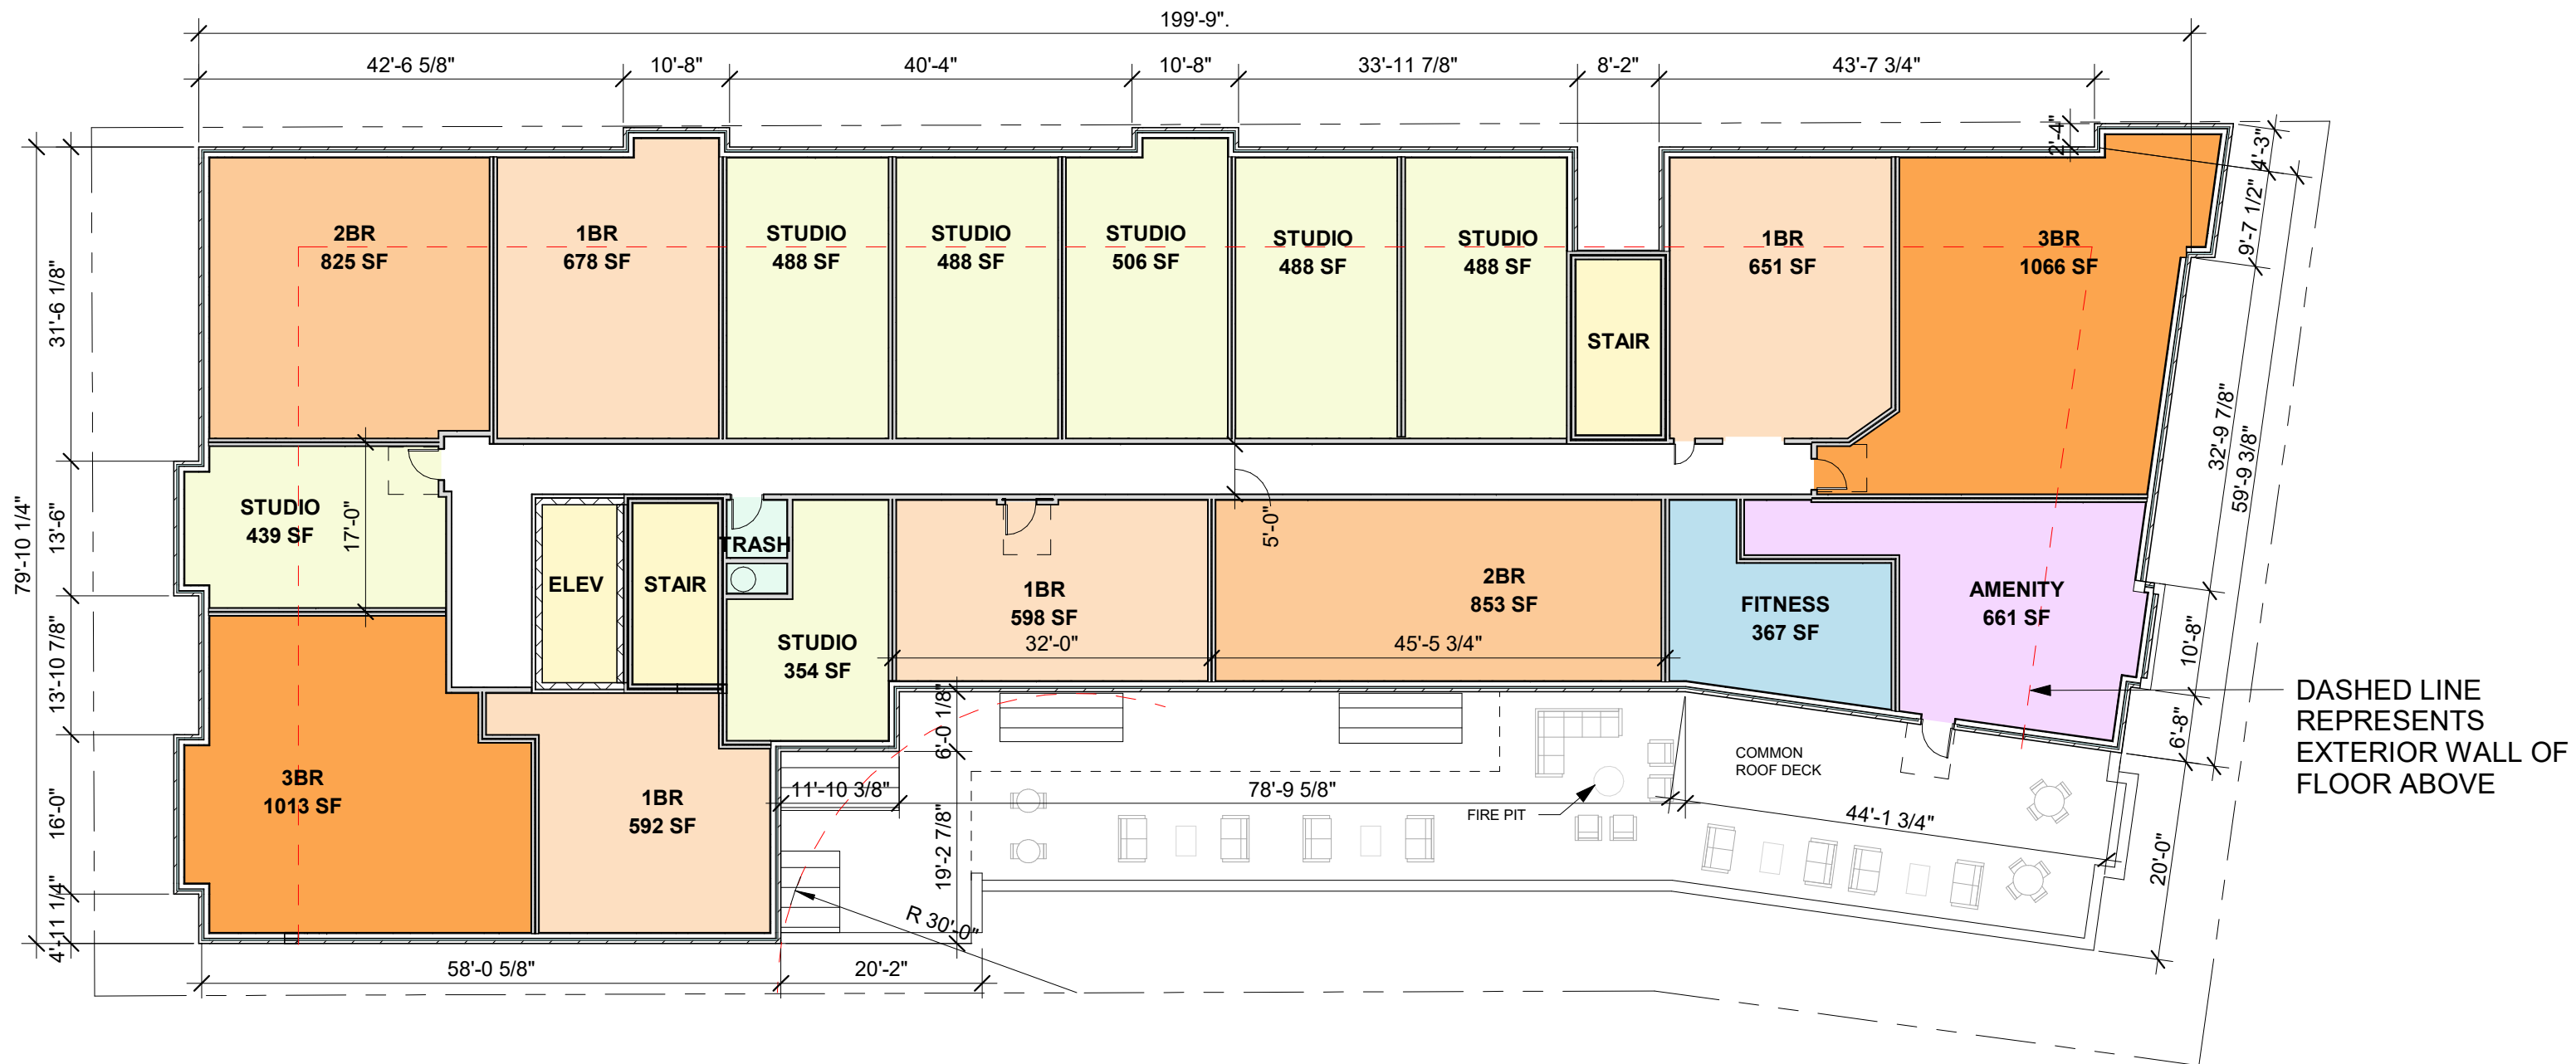 199'-9".
42'-6 5/8"
10'-8"
40'-4"
10'-8"
33'-11 7/8"
8'-2"
43'-7 3/4"
2'-4"
4'-3"
9'-7 1/2"
32'-9 7/8"
59'-9 3/8"
10'-8"
6'-8"
20'-0"
79'-10 1/4"
31'-6 1/8"
13'-6"
13'-10 7/8"
16'-0"
4'-11 1/4"
2BR
825 SF
1BR
678 SF
STUDIO
488 SF
STUDIO
488 SF
STUDIO
506 SF
STUDIO
488 SF
STUDIO
488 SF
STAIR
1BR
651 SF
3BR
1066 SF
STUDIO
439 SF
17'-0"
ELEV
STAIR
TRASH
STUDIO
354 SF
1BR
598 SF
32'-0"
5'-0"
2BR
853 SF
45'-5 3/4"
FITNESS
367 SF
AMENITY
661 SF
3BR
1013 SF
1BR
592 SF
11'-10 3/8"
6'-0 1/8"
19'-2 7/8"
78'-9 5/8"
FIRE PIT
COMMON
ROOF DECK
44'-1 3/4"
R 30'-0"
58'-0 5/8"
20'-2"
DASHED LINE
REPRESENTS
EXTERIOR WALL OF
FLOOR ABOVE